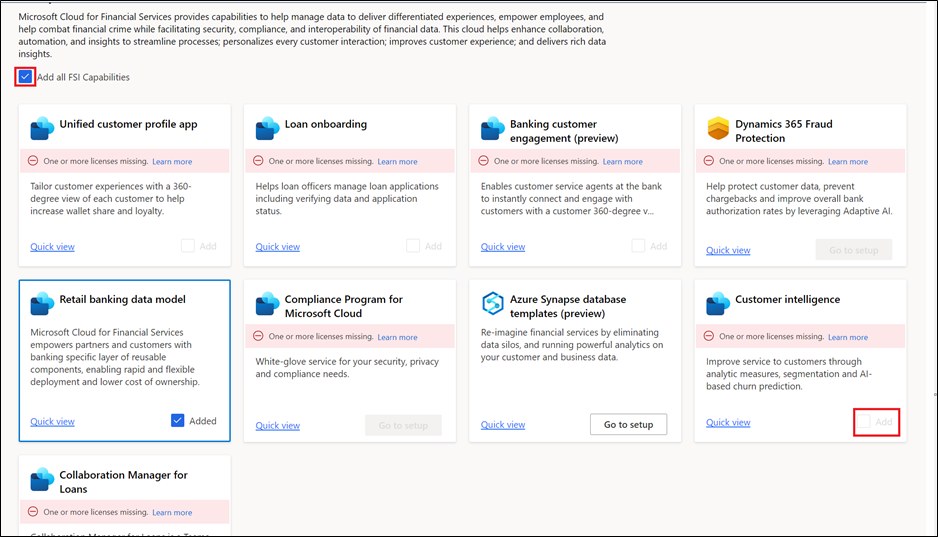 Microsoft Cloud for Financial Services provides capabilities to help manage data to deliver differentiated experiences, empower employees, and
help combat financial crime while facilitating security, compliance, and interoperability of financial data. This cloud helps enhance collaboration,
automation, and insights to streamline processes; personalizes every customer interaction; improves customer experience; and delivers rich data
insights.
Add all FSI Capabilities
Unified customer profile app
One or more licenses missing. Learn more
Tailor customer experiences with a 360-
degree view of each customer to help
increase wallet share and loyalty.
Quick view
Add
Loan onboarding
One or more licenses missing. Learn more
Helps loan officers manage loan applications
including verifying data and application
status.
Quick view
Add
Banking customer
engagement (preview)
One or more licenses missing. Learn more
Enables customer service agents at the bank
to instantly connect and engage with
customers with a customer 360-degree v...
Quick view
Add
Dynamics 365 Fraud
Protection
One or more licenses missing. Learn more
Help protect customer data, prevent
chargebacks and improve overall bank
authorization rates by leveraging Adaptive AI.
Quick view
Go to setup
Retail banking data model
Microsoft Cloud for Financial Services
empowers partners and customers with
banking specific layer of reusable
components, enabling rapid and flexible
deployment and lower cost of ownership.
Quick view
Added
Compliance Program for
Microsoft Cloud
One or more licenses missing. Learn more
White-glove service for your security, privacy
and compliance needs.
Quick view
Go to setup
Azure Synapse database
templates (preview)
Re-imagine financial services by eliminating
data silos, and running powerful analytics on
your customer and business data.
Quick view
Go to setup
Customer intelligence
One or more licenses missing. Learn more
Improve service to customers through
analytic measures, segmentation and AI-
based churn prediction.
Quick view
Add
Collaboration Manager for
Loans
One or more licenses missing. Learn more